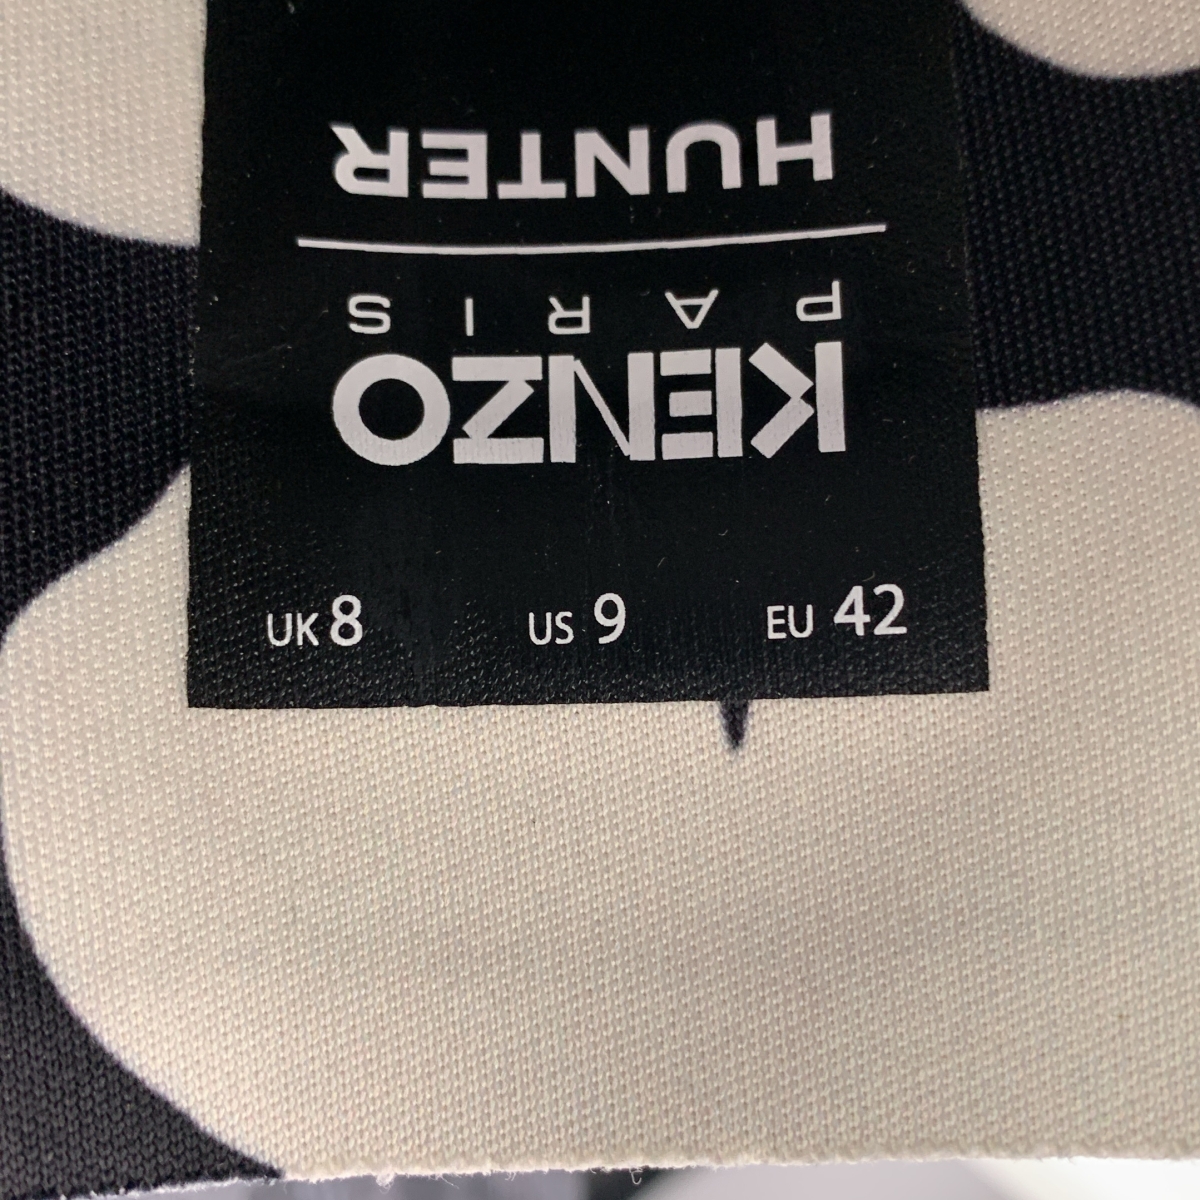 KENZO
PARIS
HUNTER
UK 8 US 9 EU 42